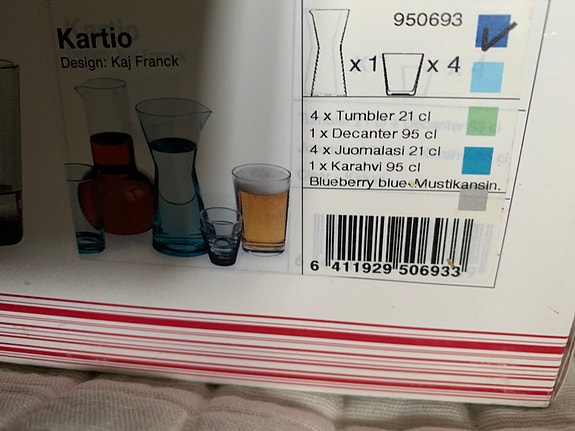 Kartio
Design: Kaj Franck
950693
x 1 x 4
4 x Tumbler 21 cl
1 x Decanter 95 cl
4 x Juomalasi 21 cl
1 x Karahvi 95 cl
Blueberry blue. Mustikansin.
6 411929 506933